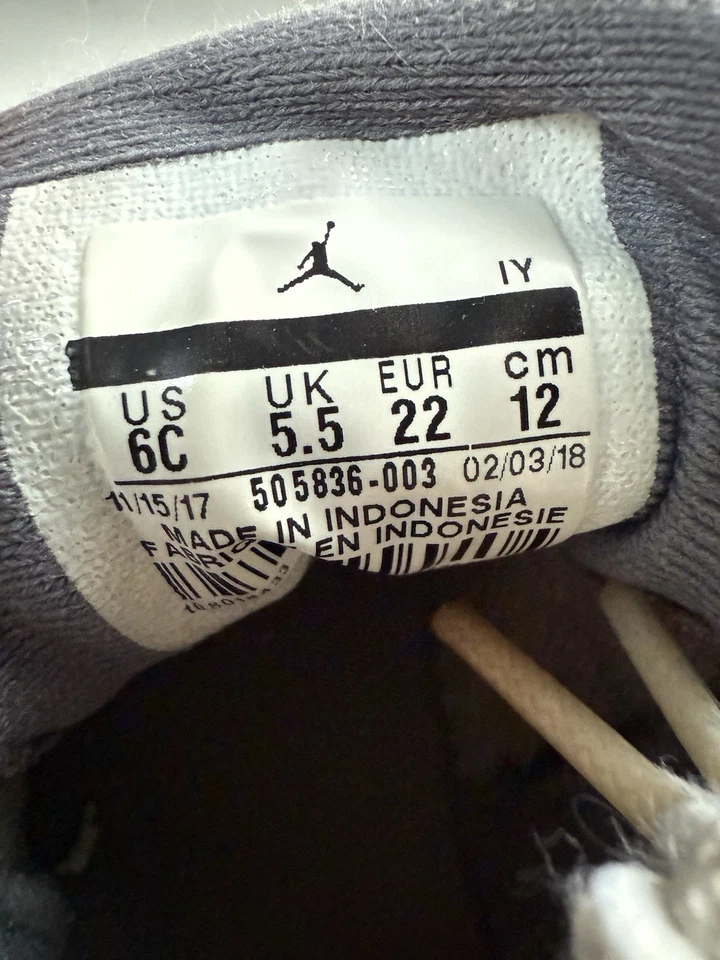 IY
US UK EUR cm
6C 5.5 22 12
11/15/17 505836-003 02/03/18
MADE IN INDONESIA
EN INDONESIE